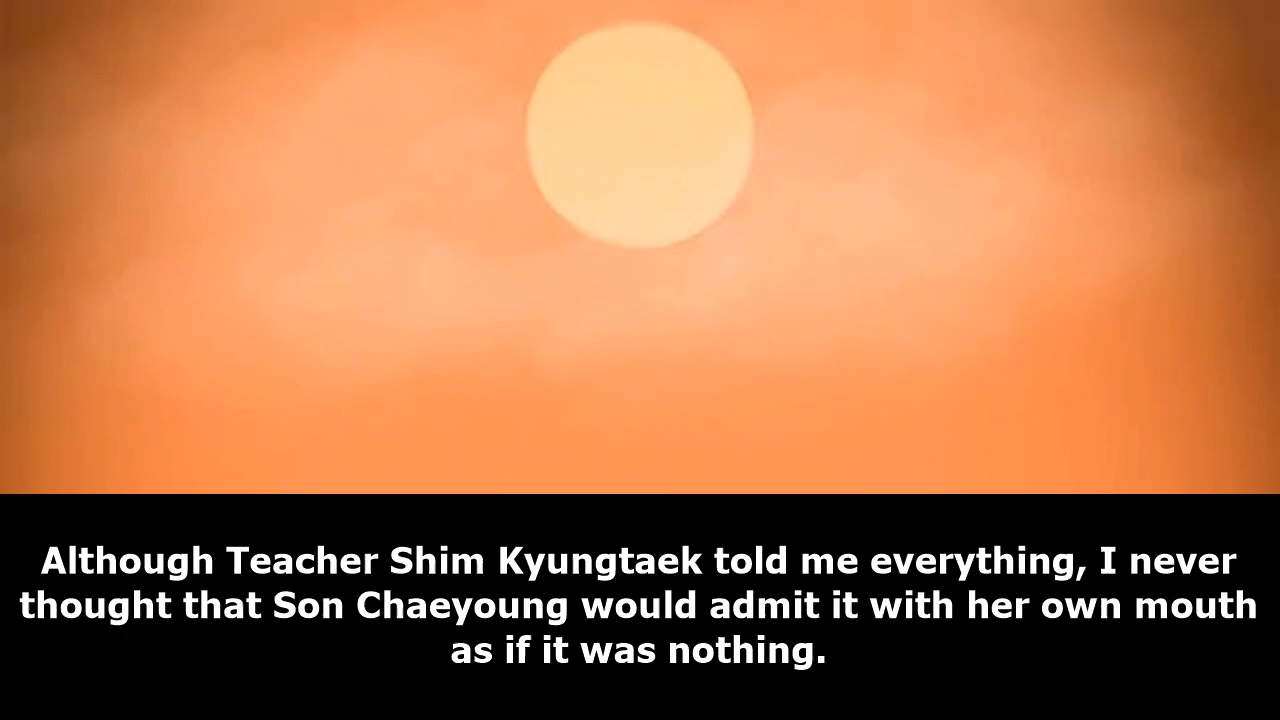 Although Teacher Shim Kyungtaek told me everything, I never
thought that Son Chaeyoung would admit it with her own mouth
as if it was nothing.